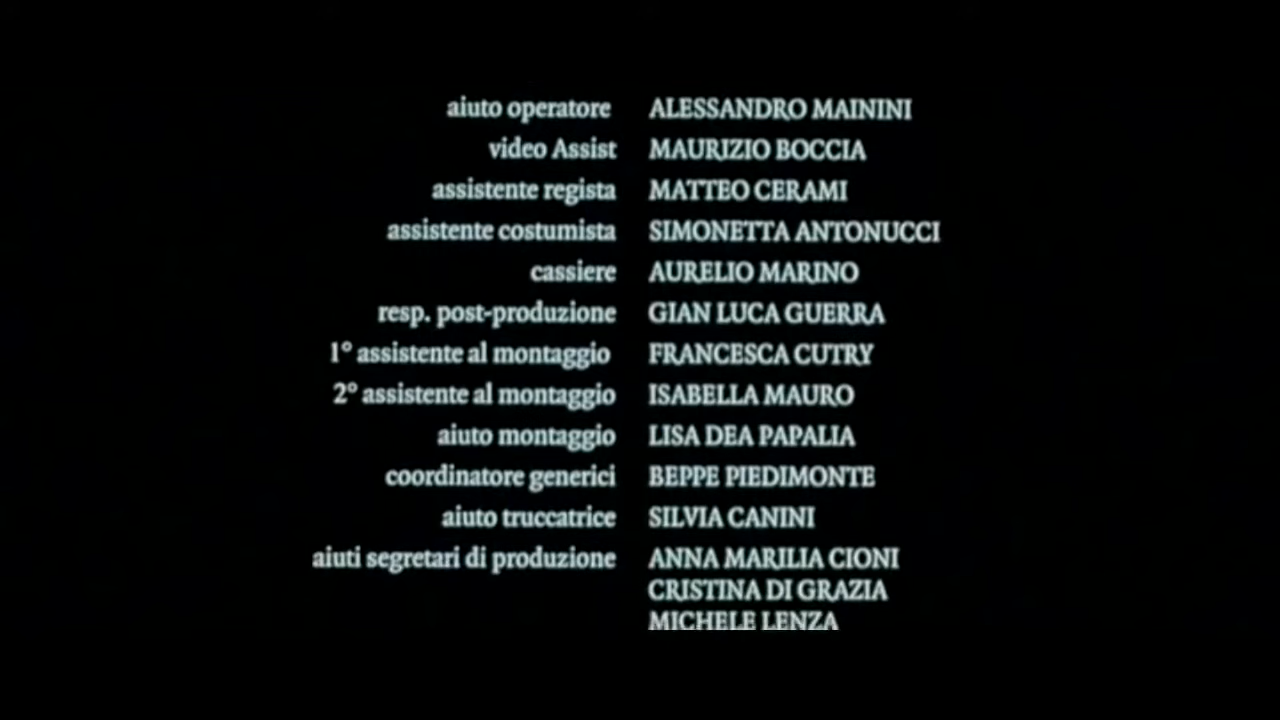 aiuto operatore ALESSANDRO MAININI
video Assist MAURIZIO BOCCIA
assistente regista MATTEO CERAMI
assistente costumista SIMONETTA ANTONUCCI
cassiere AURELIO MARINO
resp. post-produzione GIAN LUCA GUERRA
1° assistente al montaggio FRANCESCA CUTRY
2° assistente al montaggio ISABELLA MAURO
aiuto montaggio LISA DEA PAPALIA
coordinatore generici BEPPE PIEDIMONTE
aiuto truccatrice SILVIA CANINI
aiuti segretari di produzione ANNA MARILIA CIONI
CRISTINA DI GRAZIA
MICHELE LENZA